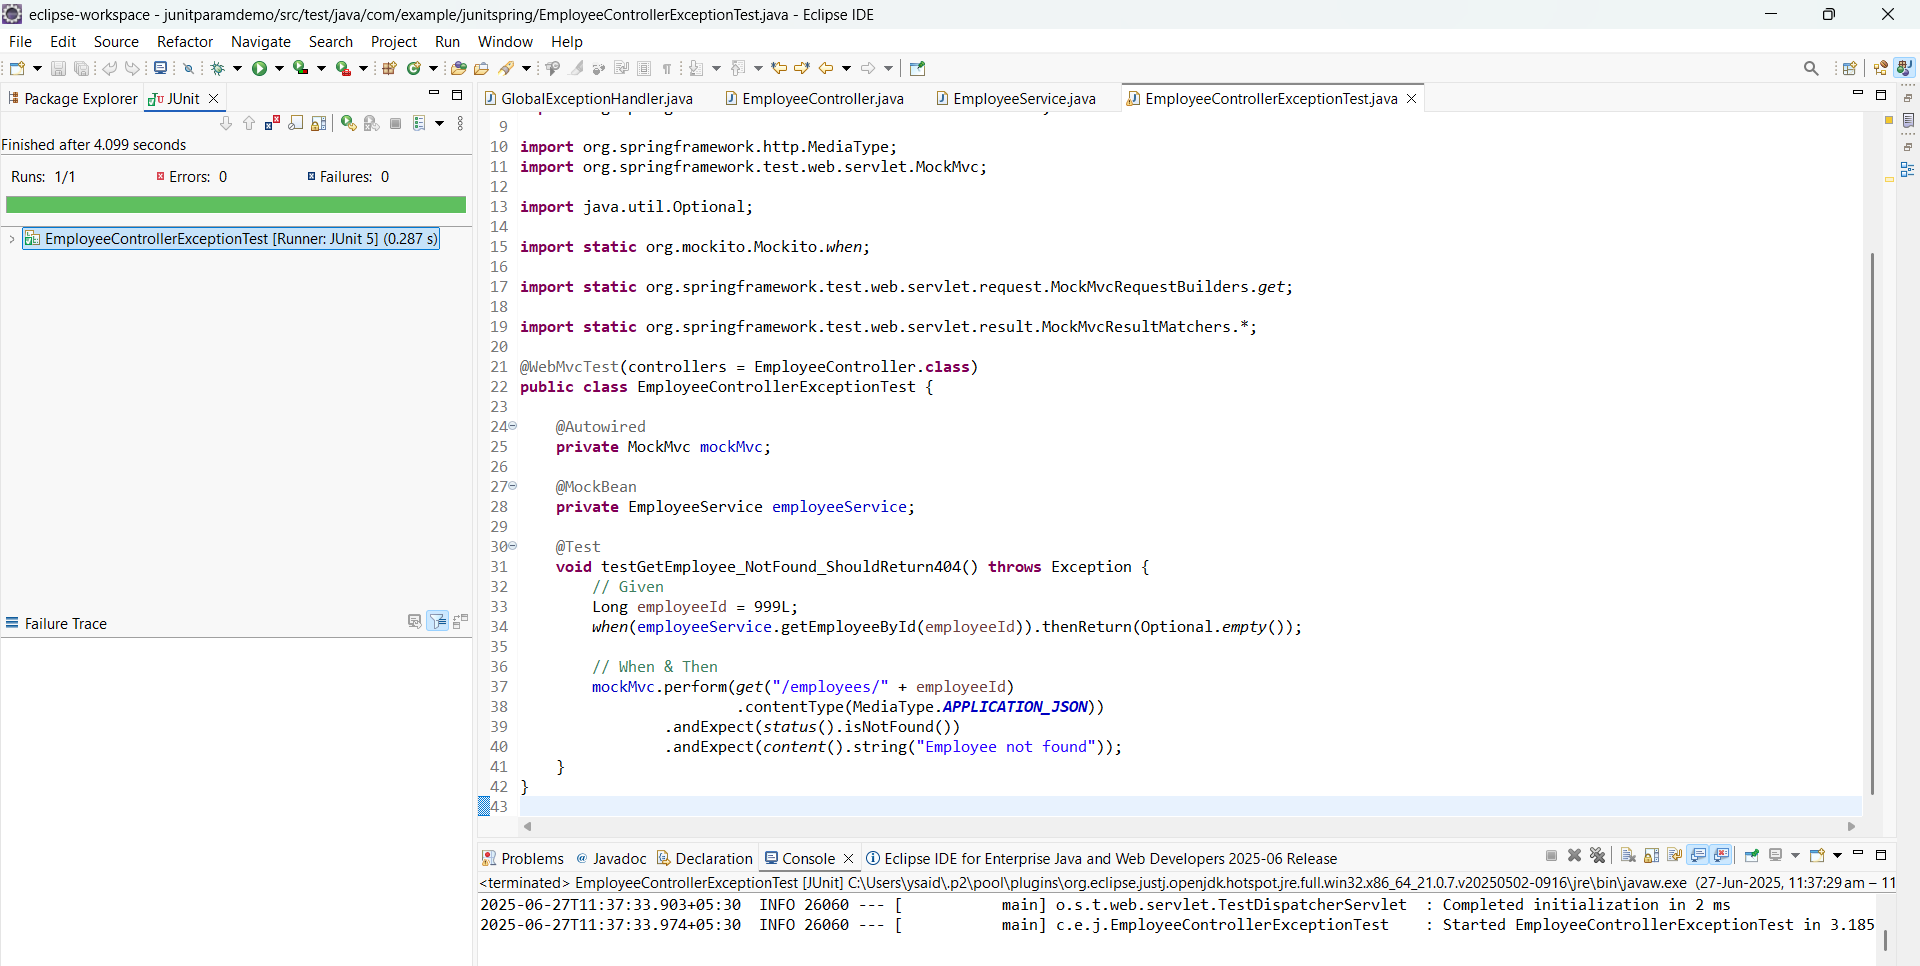 eclipse-workspace - junitparamdemo/src/test/java/com/example/junitspring/EmployeeControllerExceptionTest.java - Eclipse IDE
File Edit Source Refactor Navigate Search Project Run Window Help
Package Explorer JUnit
Finished after 4.099 seconds
Runs: 1/1 Errors: 0 Failures: 0
EmployeeControllerExceptionTest [Runner: JUnit 5] (0.287 s)
Failure Trace
GlobalExceptionHandler.java EmployeeController.java EmployeeService.java EmployeeControllerExceptionTest.java
9
10 import org.springframework.http.MediaType;
11 import org.springframework.test.web.servlet.MockMvc;
12
13 import java.util.Optional;
14
15 import static org.mockito.Mockito.when;
16
17 import static org.springframework.test.web.servlet.request.MockMvcRequestBuilders.get;
18
19 import static org.springframework.test.web.servlet.result.MockMvcResultMatchers.*;
20
21 @WebMvcTest(controllers = EmployeeController.class)
22 public class EmployeeControllerExceptionTest {
23
24 @Autowired
25 private MockMvc mockMvc;
26
27 @MockBean
28 private EmployeeService employeeService;
29
30 @Test
31 void testGetEmployee_NotFound_ShouldReturn404() throws Exception {
32 // Given
33 Long employeeId = 999L;
34 when(employeeService.getEmployeeById(employeeId)).thenReturn(Optional.empty());
35
36 // When & Then
37 mockMvc.perform(get("/employees/" + employeeId)
38 .contentType(MediaType.APPLICATION_JSON))
39 .andExpect(status().isNotFound())
40 .andExpect(content().string("Employee not found"));
41 }
42 }
43
Problems Javadoc Declaration Console Eclipse IDE for Enterprise Java and Web Developers 2025-06 Release
<terminated> EmployeeControllerExceptionTest [JUnit] C:\Users\ysaid\.p2\pool\plugins\org.eclipse.justj.openjdk.hotspot.jre.full.win32.x86_64_21.0.7.v20250502-0916\jre\bin\javaw.exe (27-Jun-2025, 11:37:29 am – 11
2025-06-27T11:37:33.903+05:30 INFO 26060 --- [ main] o.s.t.web.servlet.TestDispatcherServlet : Completed initialization in 2 ms
2025-06-27T11:37:33.974+05:30 INFO 26060 --- [ main] c.e.j.EmployeeControllerExceptionTest : Started EmployeeControllerExceptionTest in 3.185